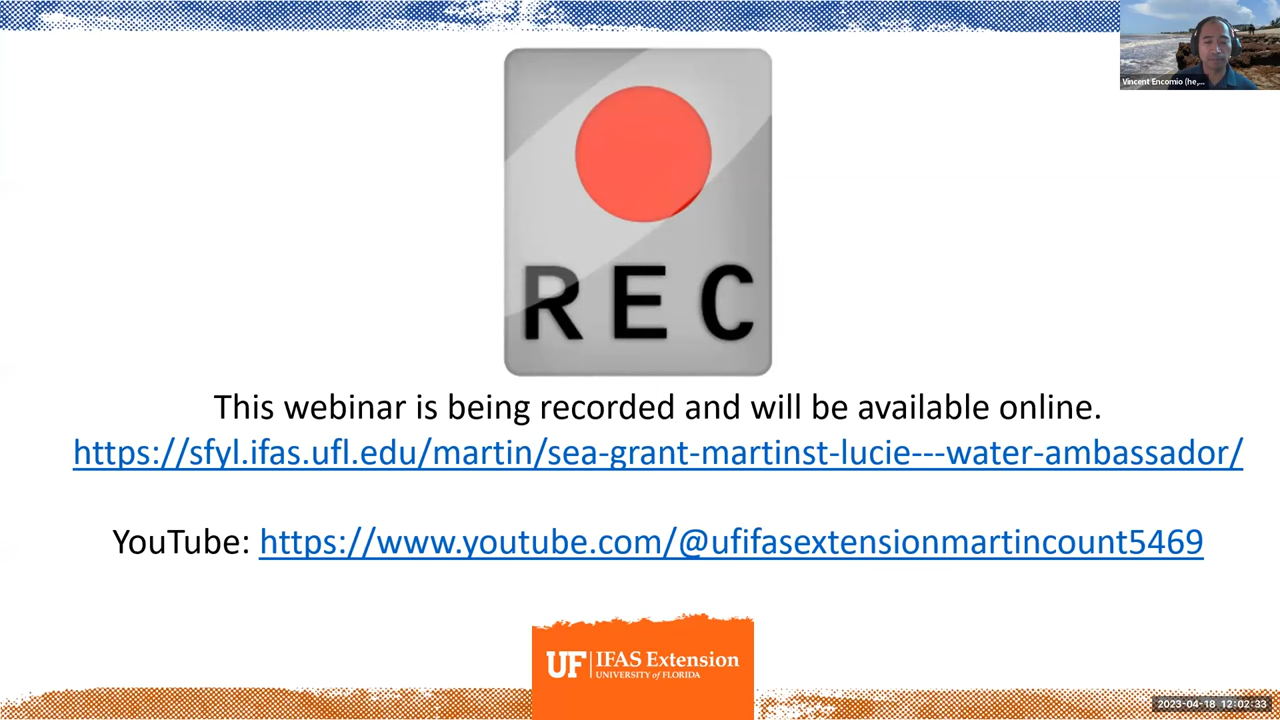 Vincent Encomio (he,...
REC
This webinar is being recorded and will be available online.
https://sfyl.ifas.ufl.edu/martin/sea-grant-martinst-lucie---water-ambassador/
YouTube: https://www.youtube.com/@ufifasextensionmartincount5469
UF IFAS Extension
UNIVERSITY of FLORIDA
2023-04-18 12:02:33